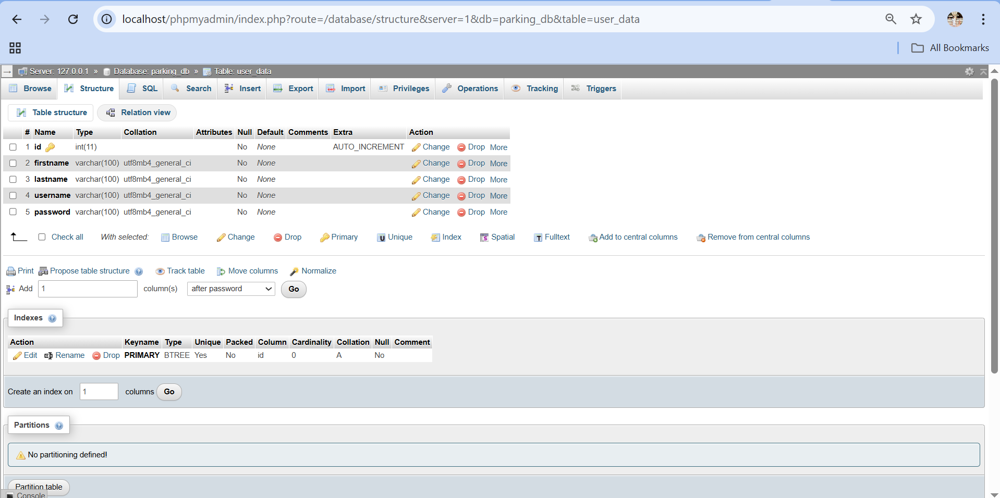 localhost/phpmyadmin/index.php?route=/database/structure&server=1&db=parking_db&table=user_data
All Bookmarks
Server: 127.0.0.1 » Database: parking_db » Table: user_data
Browse Structure SQL Search Insert Export Import Privileges Operations Tracking Triggers
Table structure Relation view
# Name Type Collation Attributes Null Default Comments Extra Action
1 id int(11) No None AUTO_INCREMENT Change Drop More
2 firstname varchar(100) utf8mb4_general_ci No None Change Drop More
3 lastname varchar(100) utf8mb4_general_ci No None Change Drop More
4 username varchar(100) utf8mb4_general_ci No None Change Drop More
5 password varchar(100) utf8mb4_general_ci No None Change Drop More
Check all With selected: Browse Change Drop Primary Unique Index Spatial Fulltext Add to central columns Remove from central columns
Print Propose table structure Track table Move columns Normalize
Add 1 column(s) after password Go
Indexes
Action Keyname Type Unique Packed Column Cardinality Collation Null Comment
Edit Rename Drop PRIMARY BTREE Yes No id 0 A No
Create an index on 1 columns Go
Partitions
No partitioning defined!
Partition table
Console